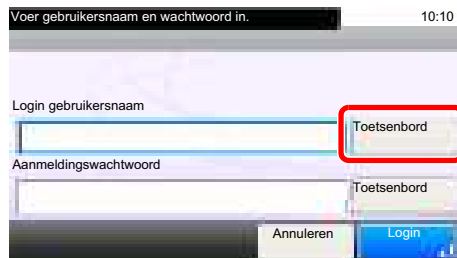 Voer gebruikersnaam en wachtwoord in. 10:10
Login gebruikersnaam
Toetsenbord
Aanmeldingswachtwoord
Toetsenbord
Annuleren Login